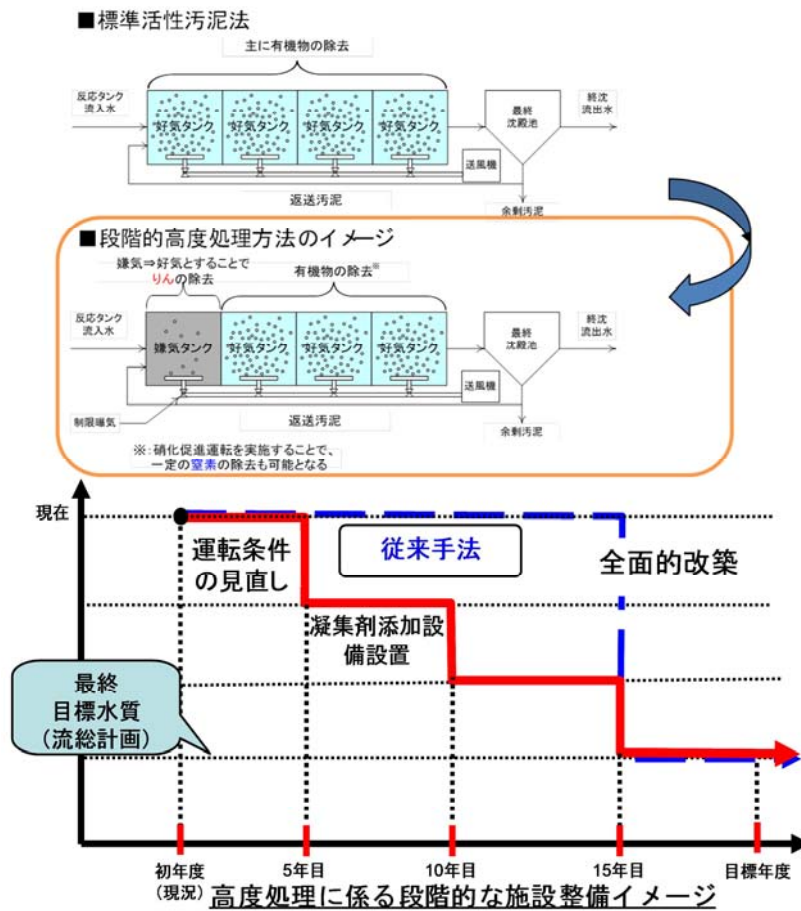 ■標準活性汚泥法
主に有機物の除去
反応タンク
流入水
好気タンク
好気タンク
好気タンク
好気タンク
最終
沈殿池
終沈
流出水
送風機
返送汚泥
余剰汚泥
■段階的高度処理方法のイメージ
嫌気⇒好気とすることで
りんの除去
有機物の除去※
反応タンク
流入水
嫌気タンク
好気タンク
好気タンク
好気タンク
最終
沈殿池
終沈
流出水
送風機
制限曝気
返送汚泥
余剰汚泥
※:硝化促進運転を実施することで、
一定の窒素の除去も可能となる
現在
運転条件
の見直し
従来手法
全面的改築
凝集剤添加設
備設置
最終
目標水質
(流総計画)
初年度
(現況)
5年目
10年目
15年目
目標年度
高度処理に係る段階的な施設整備イメージ